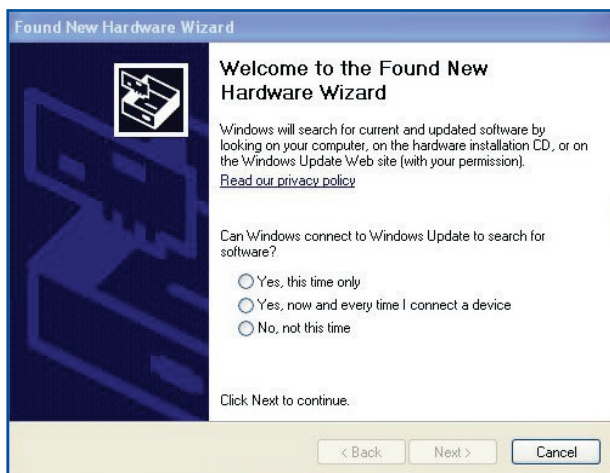 Found New Hardware Wizard
Welcome to the Found New
Hardware Wizard
Windows will search for current and updated software by
looking on your computer, on the hardware installation CD, or on
the Windows Update Web site (with your permission).
Read our privacy policy
Can Windows connect to Windows Update to search for
software?
Yes, this time only
Yes, now and every time I connect a device
No, not this time
Click Next to continue.
< Back Next > Cancel